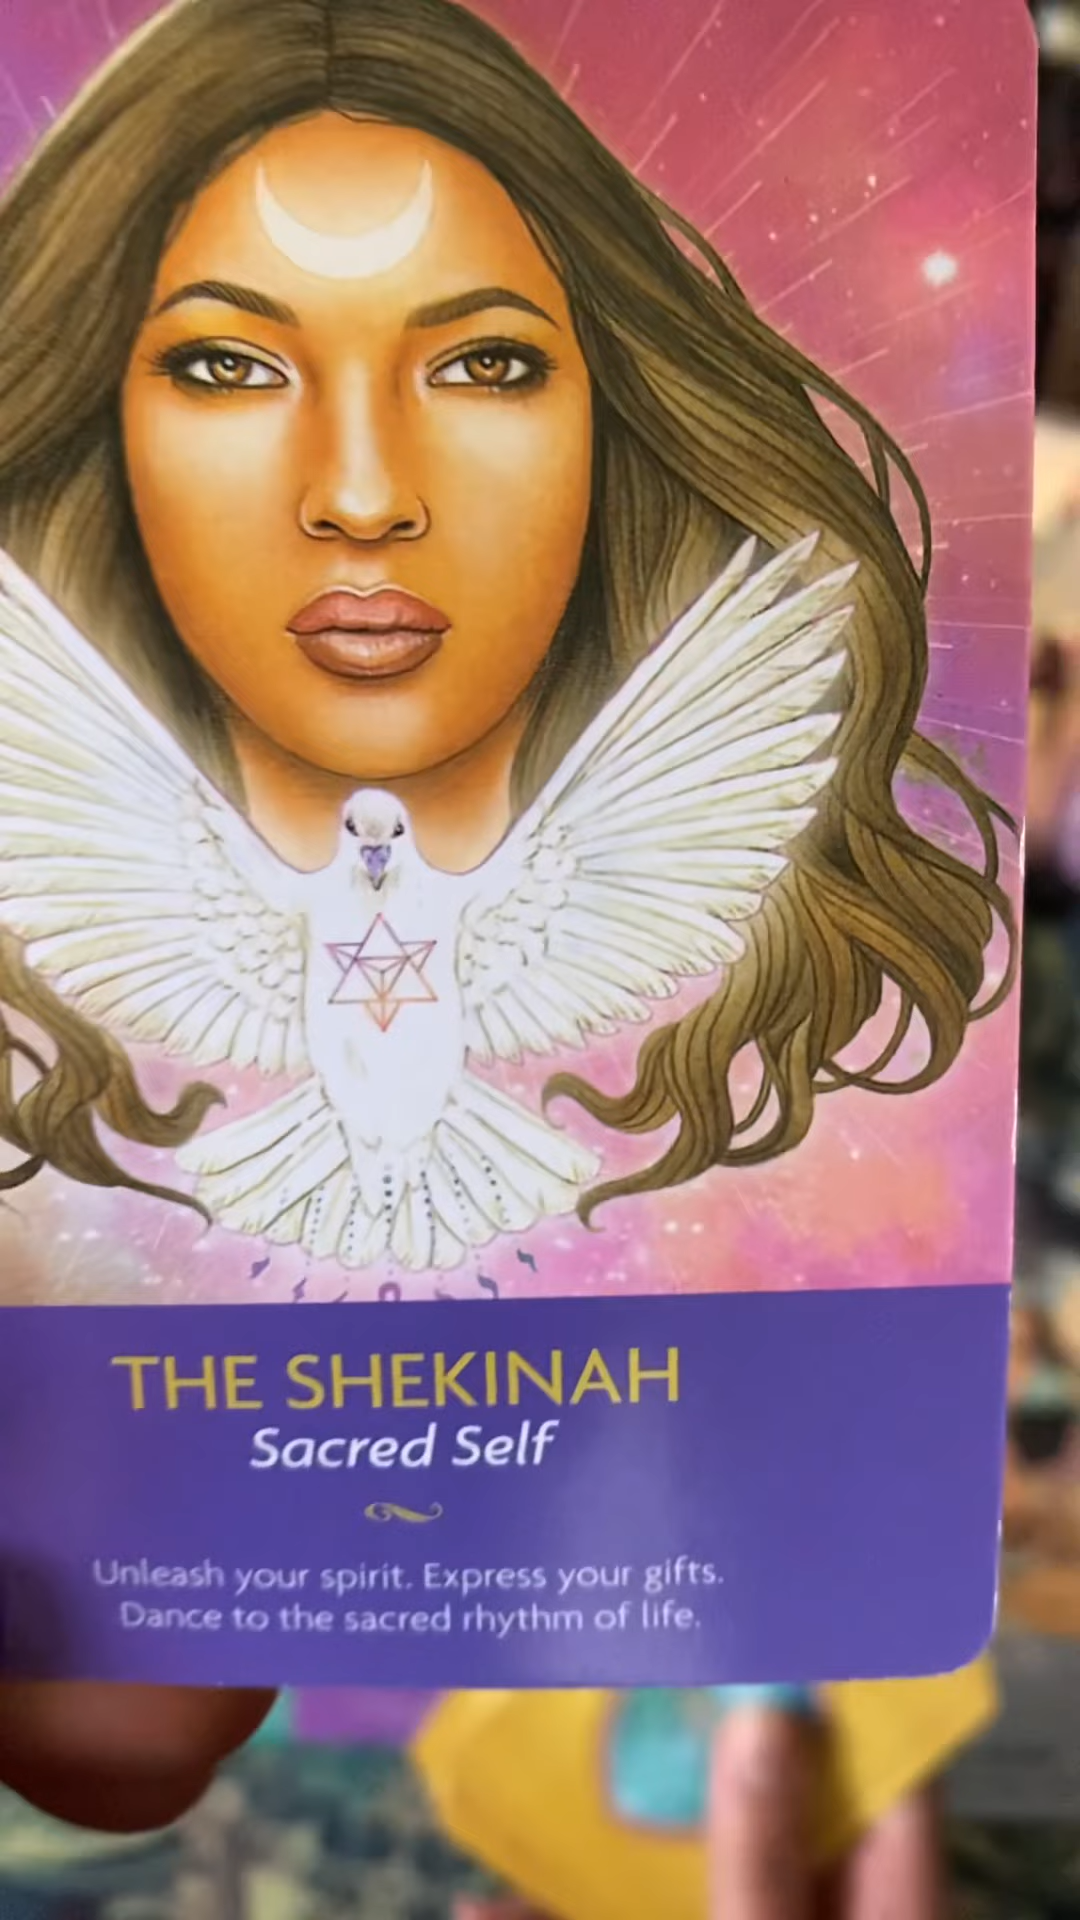 THE SHEKINAH
Sacred Self
Unleash your spirit. Express your gifts.
Dance to the sacred rhythm of life.